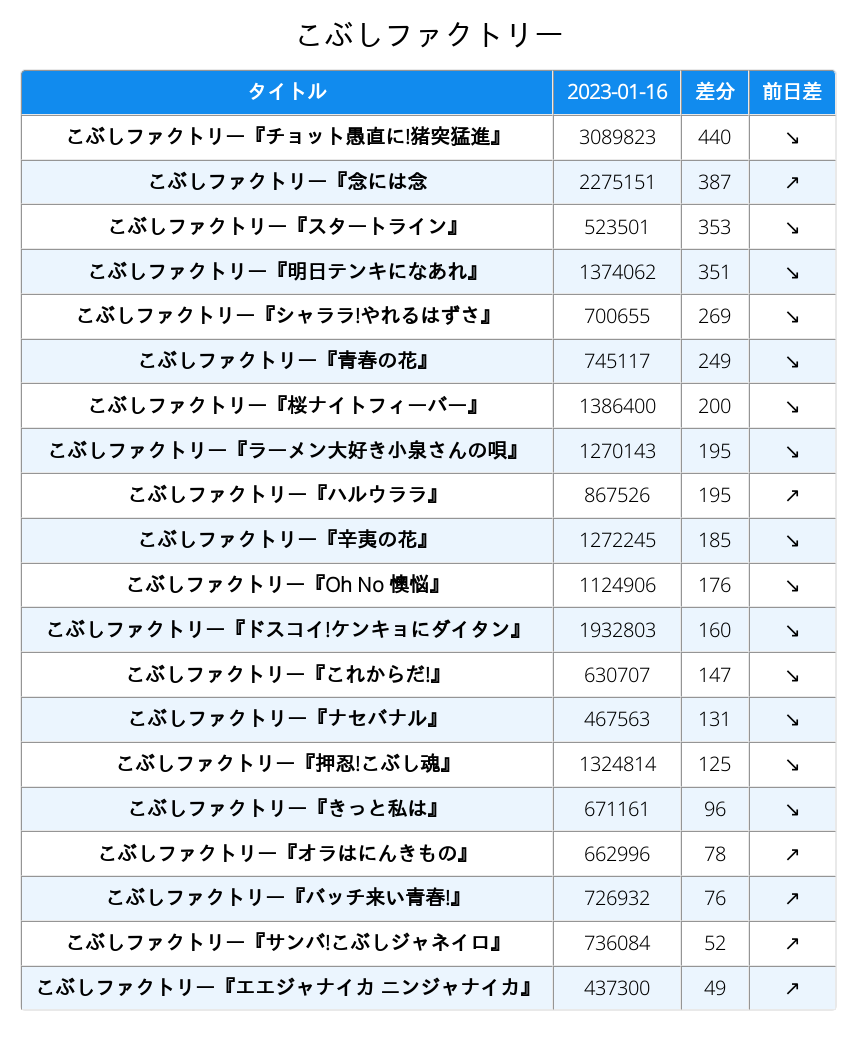 こぶしファクトリー
タイトル 2023-01-16 差分 前日差
こぶしファクトリー『チョット愚直に!猪突猛進』 3089823 440 ↘
こぶしファクトリー『念には念 2275151 387 ↗
こぶしファクトリー『スタートライン』 523501 353 ↘
こぶしファクトリー『明日テンキになあれ』 1374062 351 ↘
こぶしファクトリー『シャララ!やれるはずさ』 700655 269 ↘
こぶしファクトリー『青春の花』 745117 249 ↘
こぶしファクトリー『桜ナイトフィーバー』 1386400 200 ↘
こぶしファクトリー『ラーメン大好き小泉さんの唄』 1270143 195 ↘
こぶしファクトリー『ハルウララ』 867526 195 ↗
こぶしファクトリー『辛夷の花』 1272245 185 ↘
こぶしファクトリー『Oh No 懊悩』 1124906 176 ↘
こぶしファクトリー『ドスコイ!ケンキョにダイタン』 1932803 160 ↘
こぶしファクトリー『これからだ!』 630707 147 ↘
こぶしファクトリー『ナセバナル』 467563 131 ↘
こぶしファクトリー『押忍!こぶし魂』 1324814 125 ↘
こぶしファクトリー『きっと私は』 671161 96 ↘
こぶしファクトリー『オラはにんきもの』 662996 78 ↗
こぶしファクトリー『バッチ来い青春!』 726932 76 ↗
こぶしファクトリー『サンバ!こぶしジャネイロ』 736084 52 ↗
こぶしファクトリー『エエジャナイカ ニンジャナイカ』 437300 49 ↗